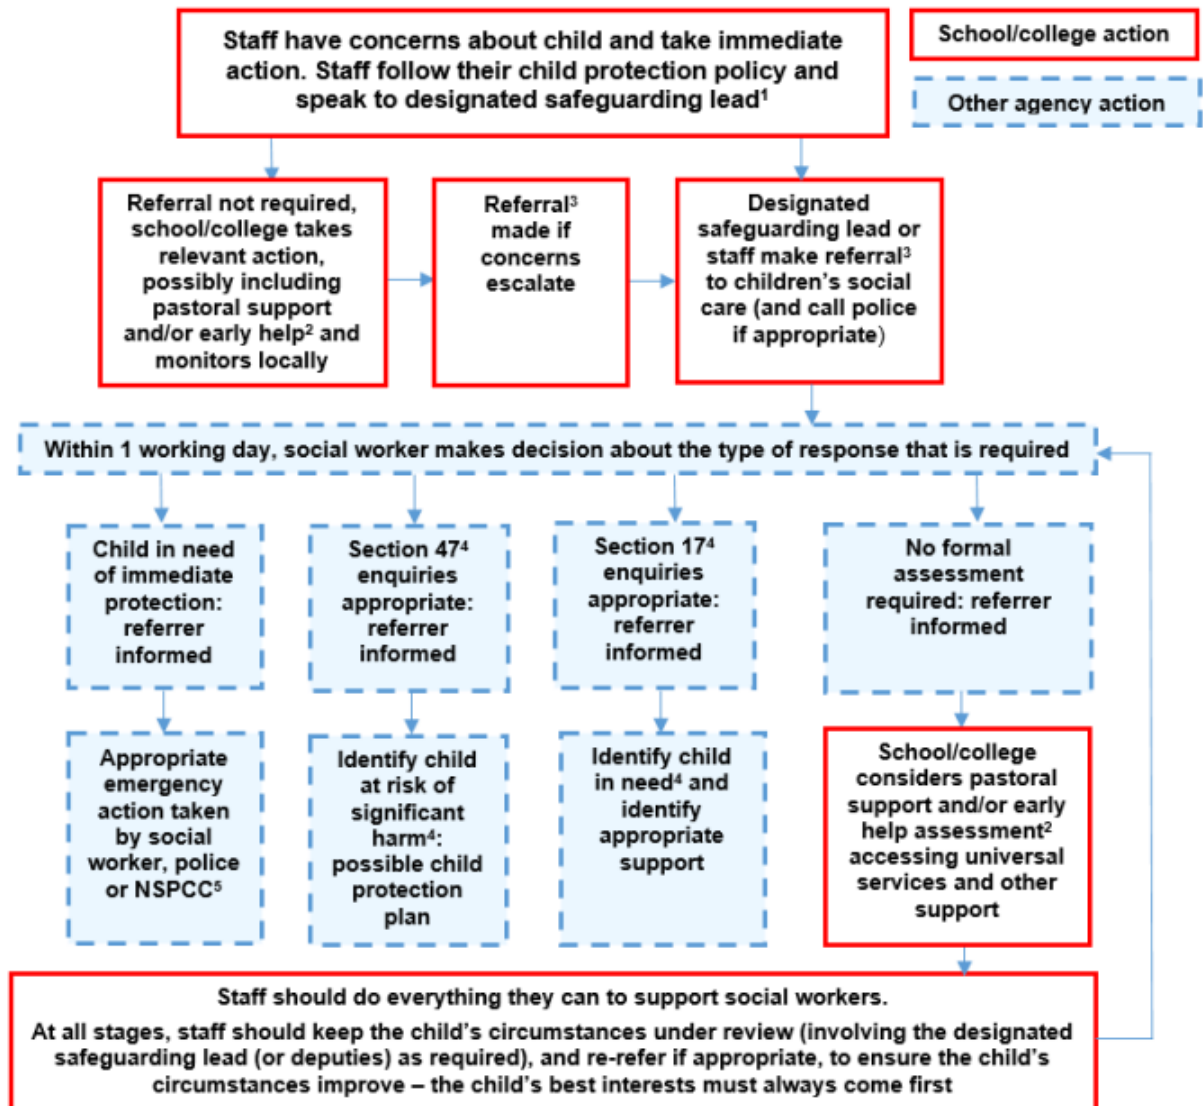 Staff have concerns about child and take immediate
action. Staff follow their child protection policy and
speak to designated safeguarding lead¹
School/college action
Other agency action
Referral not required,
school/college takes
relevant action,
possibly including
pastoral support
and/or early help² and
monitors locally
Referral³
made if
concerns
escalate
Designated
safeguarding lead or
staff make referral³
to children’s social
care (and call police
if appropriate)
Within 1 working day, social worker makes decision about the type of response that is required
Child in need
of immediate
protection:
referrer
informed
Section 47⁴
enquiries
appropriate:
referrer
informed
Section 17⁴
enquiries
appropriate:
referrer
informed
No formal
assessment
required: referrer
informed
Appropriate
emergency
action taken
by social
worker, police
or NSPCC⁵
Identify child
at risk of
significant
harm⁴:
possible child
protection
plan
Identify child
in need⁴ and
identify
appropriate
support
School/college
considers pastoral
support and/or early
help assessment²
accessing universal
services and other
support
Staff should do everything they can to support social workers.
At all stages, staff should keep the child’s circumstances under review (involving the designated
safeguarding lead (or deputies) as required), and re-refer if appropriate, to ensure the child’s
circumstances improve – the child’s best interests must always come first